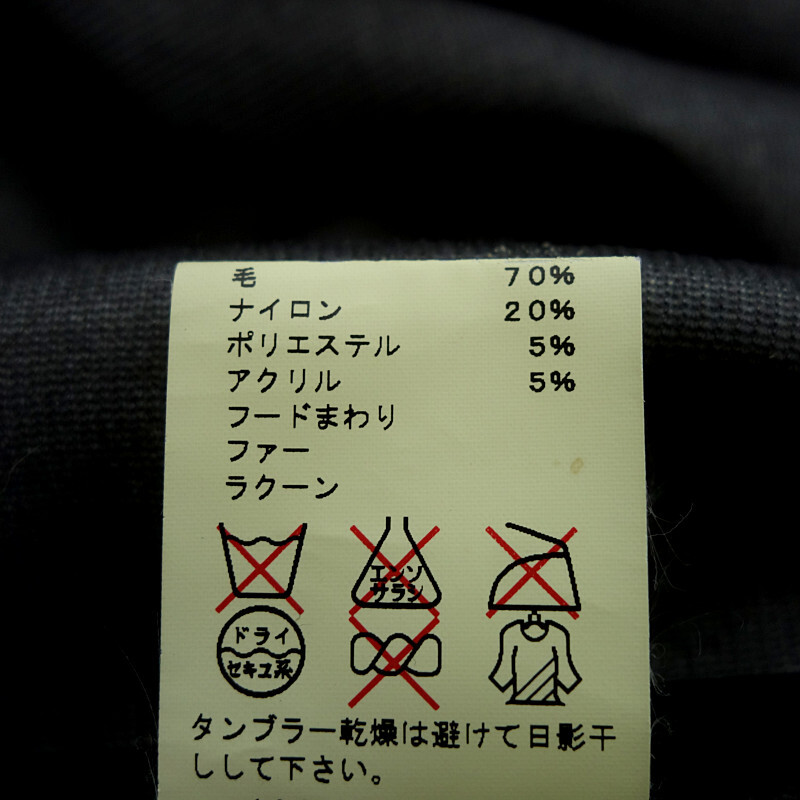 毛 70%
ナイロン 20%
ポリエステル 5%
アクリル 5%
フードまわり
ファー
ラクーン
エンソ
サラシ
ドライ
セキユ系
タンブラー乾燥は避けて日影干
ししてて下さい。